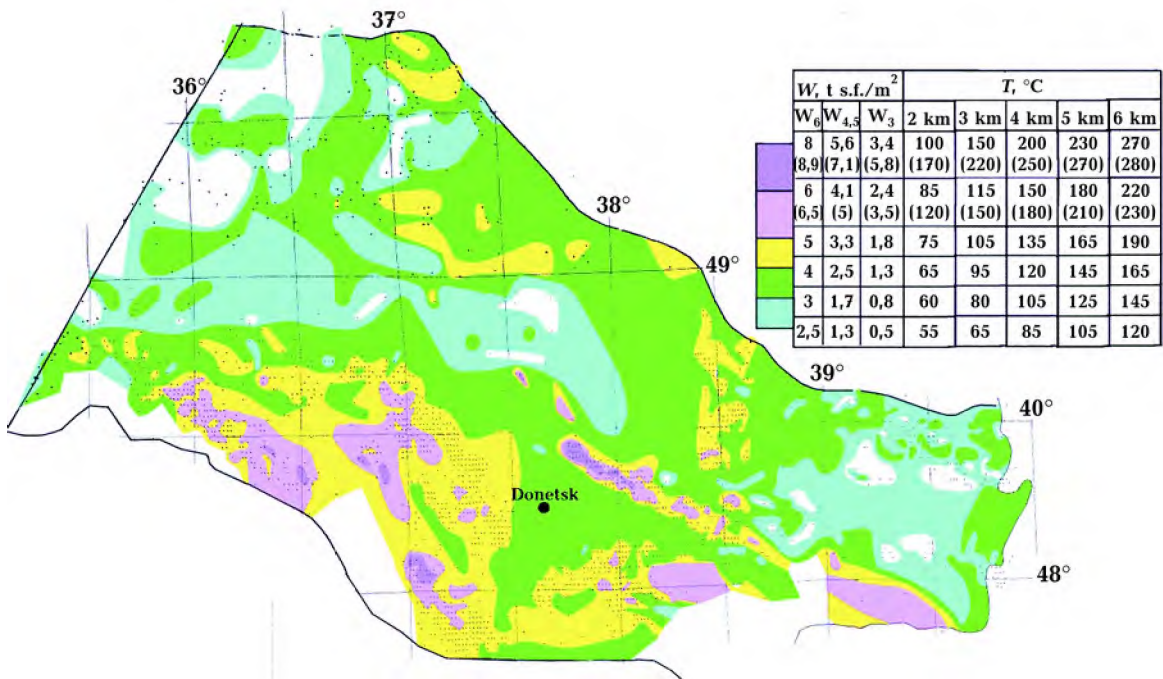 37°
36°
38°
49°
39°
40°
Donetsk
48°
W, t s.f./m² T, °C
W₆ W₄,₅ W₃ 2 km 3 km 4 km 5 km 6 km
8 5,6 3,4 100 150 200 230 270
(8,9) (7,1) (5,8) (170) (220) (250) (270) (280)
6 4,1 2,4 85 115 150 180 220
(6,5) (5) (3,5) (120) (150) (180) (210) (230)
5 3,3 1,8 75 105 135 165 190
4 2,5 1,3 65 95 120 145 165
3 1,7 0,8 60 80 105 125 145
2,5 1,3 0,5 55 65 85 105 120